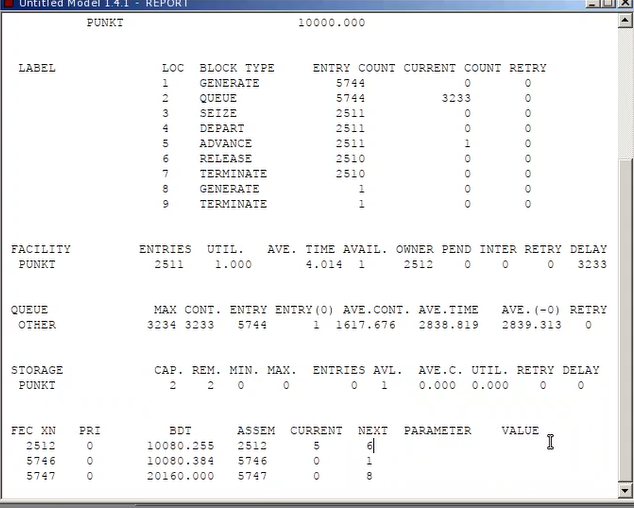 Untitled Model 1.4.1 - REPORT
PUNKT 10000.000
LABEL LOC BLOCK TYPE ENTRY COUNT CURRENT COUNT RETRY
1 GENERATE 5744 0 0
2 QUEUE 5744 3233 0
3 SEIZE 2511 0 0
4 DEPART 2511 0 0
5 ADVANCE 2511 1 0
6 RELEASE 2510 0 0
7 TERMINATE 2510 0 0
8 GENERATE 1 0 0
9 TERMINATE 1 0 0
FACILITY ENTRIES UTIL. AVE. TIME AVAIL. OWNER PEND INTER RETRY DELAY
PUNKT 2511 1.000 4.014 1 2512 0 0 0 3233
QUEUE MAX CONT. ENTRY ENTRY(0) AVE.CONT. AVE.TIME AVE.(-0) RETRY
OTHER 3234 3233 5744 1 1617.676 2838.819 2839.313 0
STORAGE CAP. REM. MIN. MAX. ENTRIES AVL. AVE.C. UTIL. RETRY DELAY
PUNKT 2 2 0 0 0 1 0.000 0.000 0 0
FEC XN PRI BDT ASSEM CURRENT NEXT PARAMETER VALUE
2512 0 10080.255 2512 5 6
5746 0 10080.384 5746 0 1
5747 0 20160.000 5747 0 8